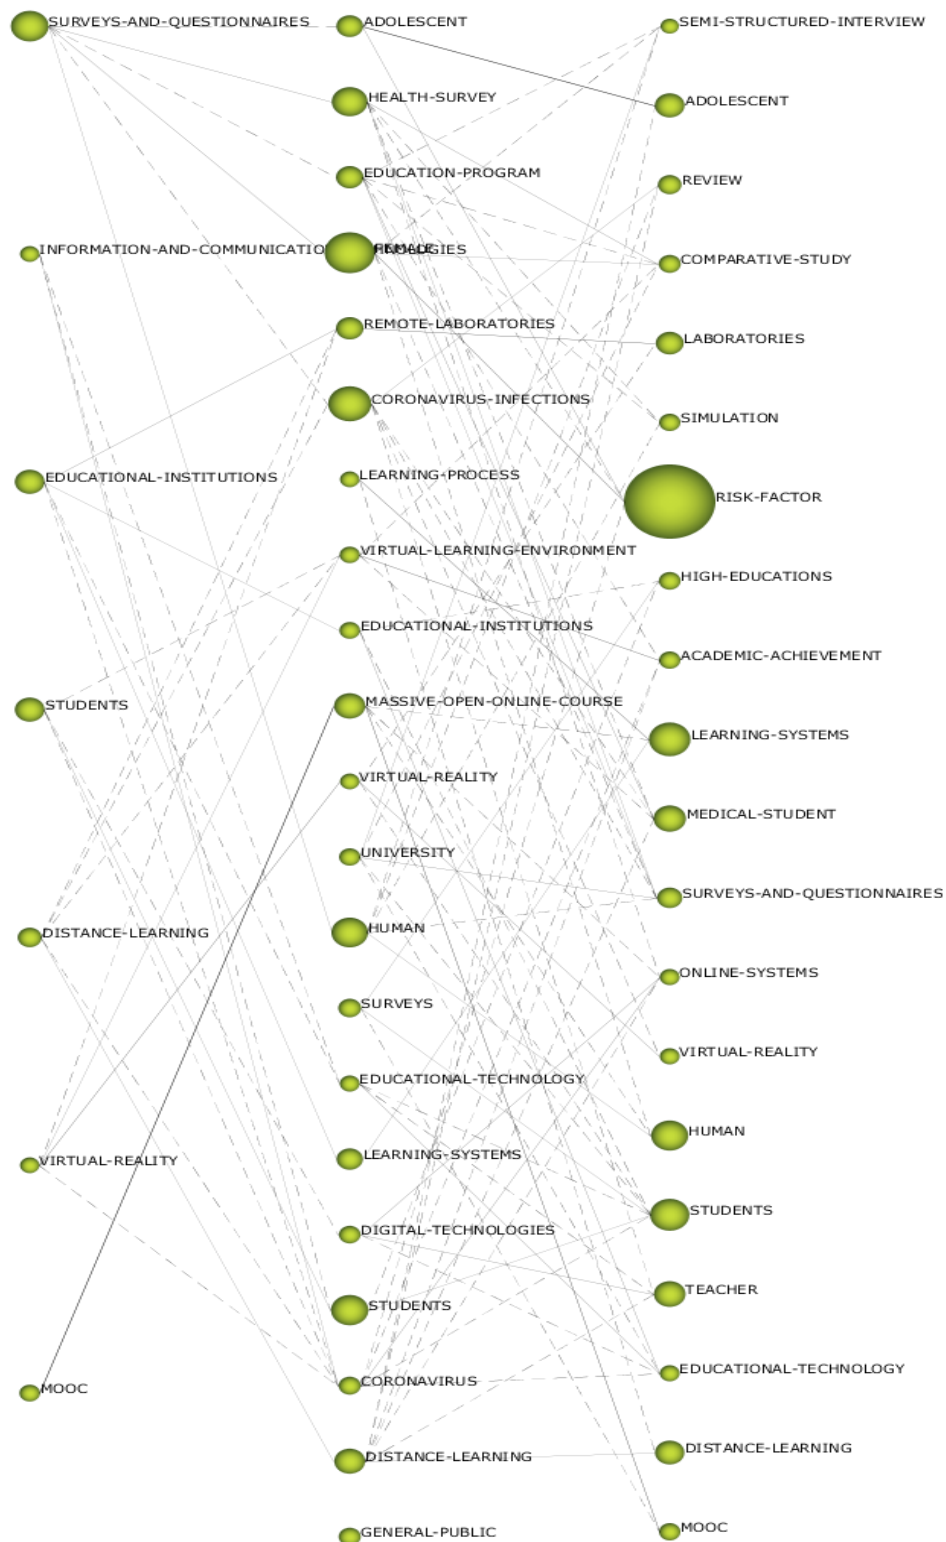 SURVEYS-AND-QUESTIONNAIRES
INFORMATION-AND-COMMUNICATIO
EDUCATIONAL-INSTITUTIONS
STUDENTS
DISTANCE-LEARNING
VIRTUAL-REALITY
MOOC
ADOLESCENT
HEALTH-SURVEY
EDUCATION-PROGRAM
REMOTE-LABORATORIES
CORONAVIRUS-INFECTIONS
LEARNING-PROCESS
VIRTUAL-LEARNING-ENVIRONMENT
EDUCATIONAL-INSTITUTIONS
MASSIVE-OPEN-ONLINE-COURSE
VIRTUAL-REALITY
UNIVERSITY
HUMAN
SURVEYS
EDUCATIONAL-TECHNOLOGY
LEARNING-SYSTEMS
DIGITAL-TECHNOLOGIES
STUDENTS
CORONAVIRUS
DISTANCE-LEARNING
GENERAL-PUBLIC
SEMI-STRUCTURED-INTERVIEW
ADOLESCENT
REVIEW
COMPARATIVE-STUDY
LABORATORIES
SIMULATION
RISK-FACTOR
HIGH-EDUCATIONS
ACADEMIC-ACHIEVEMENT
LEARNING-SYSTEMS
MEDICAL-STUDENT
SURVEYS-AND-QUESTIONNAIRES
ONLINE-SYSTEMS
VIRTUAL-REALITY
HUMAN
STUDENTS
TEACHER
EDUCATIONAL-TECHNOLOGY
DISTANCE-LEARNING
MOOC